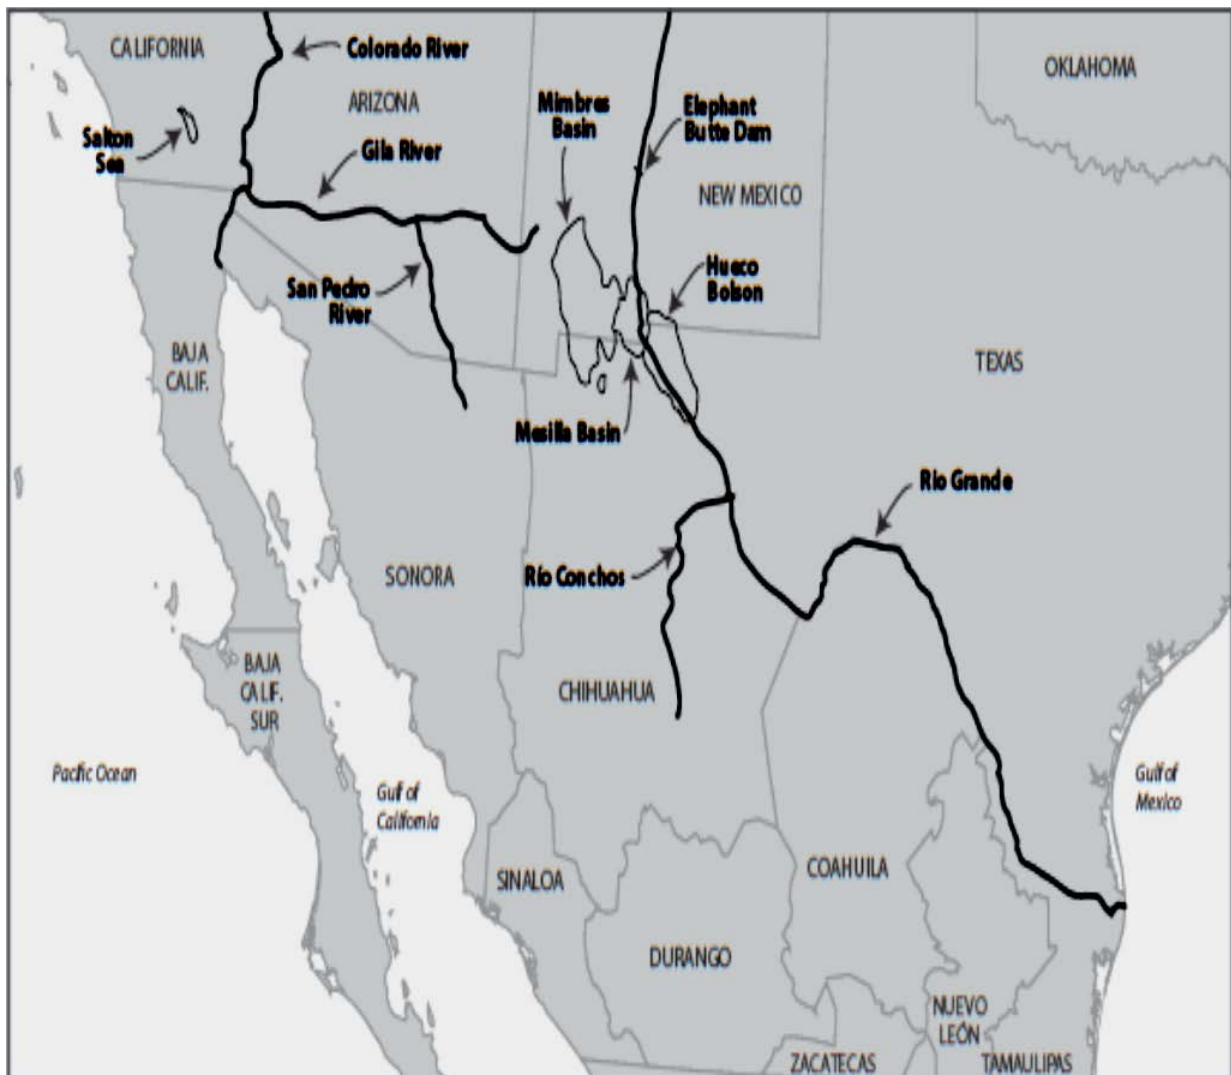 CALIFORNIA
Colorado River
OKLAHOMA
ARIZONA
Mimbres
Basin
Elephant
Butte Dam
Salton
Sea
Gila River
NEW MEXICO
San Pedro
River
Hueco
Bolson
BAJA
CALIF.
TEXAS
Mesilla Basin
Rio Grande
SONORA
Río Conchos
BAJA
CALIF.
SUR
CHIHUAHUA
Pacific Ocean
Gulf of
California
Gulf of
Mexico
SINALOA
COAHUILA
DURANGO
NUEVO
LEÓN
ZACATECAS
TAMAULIPAS